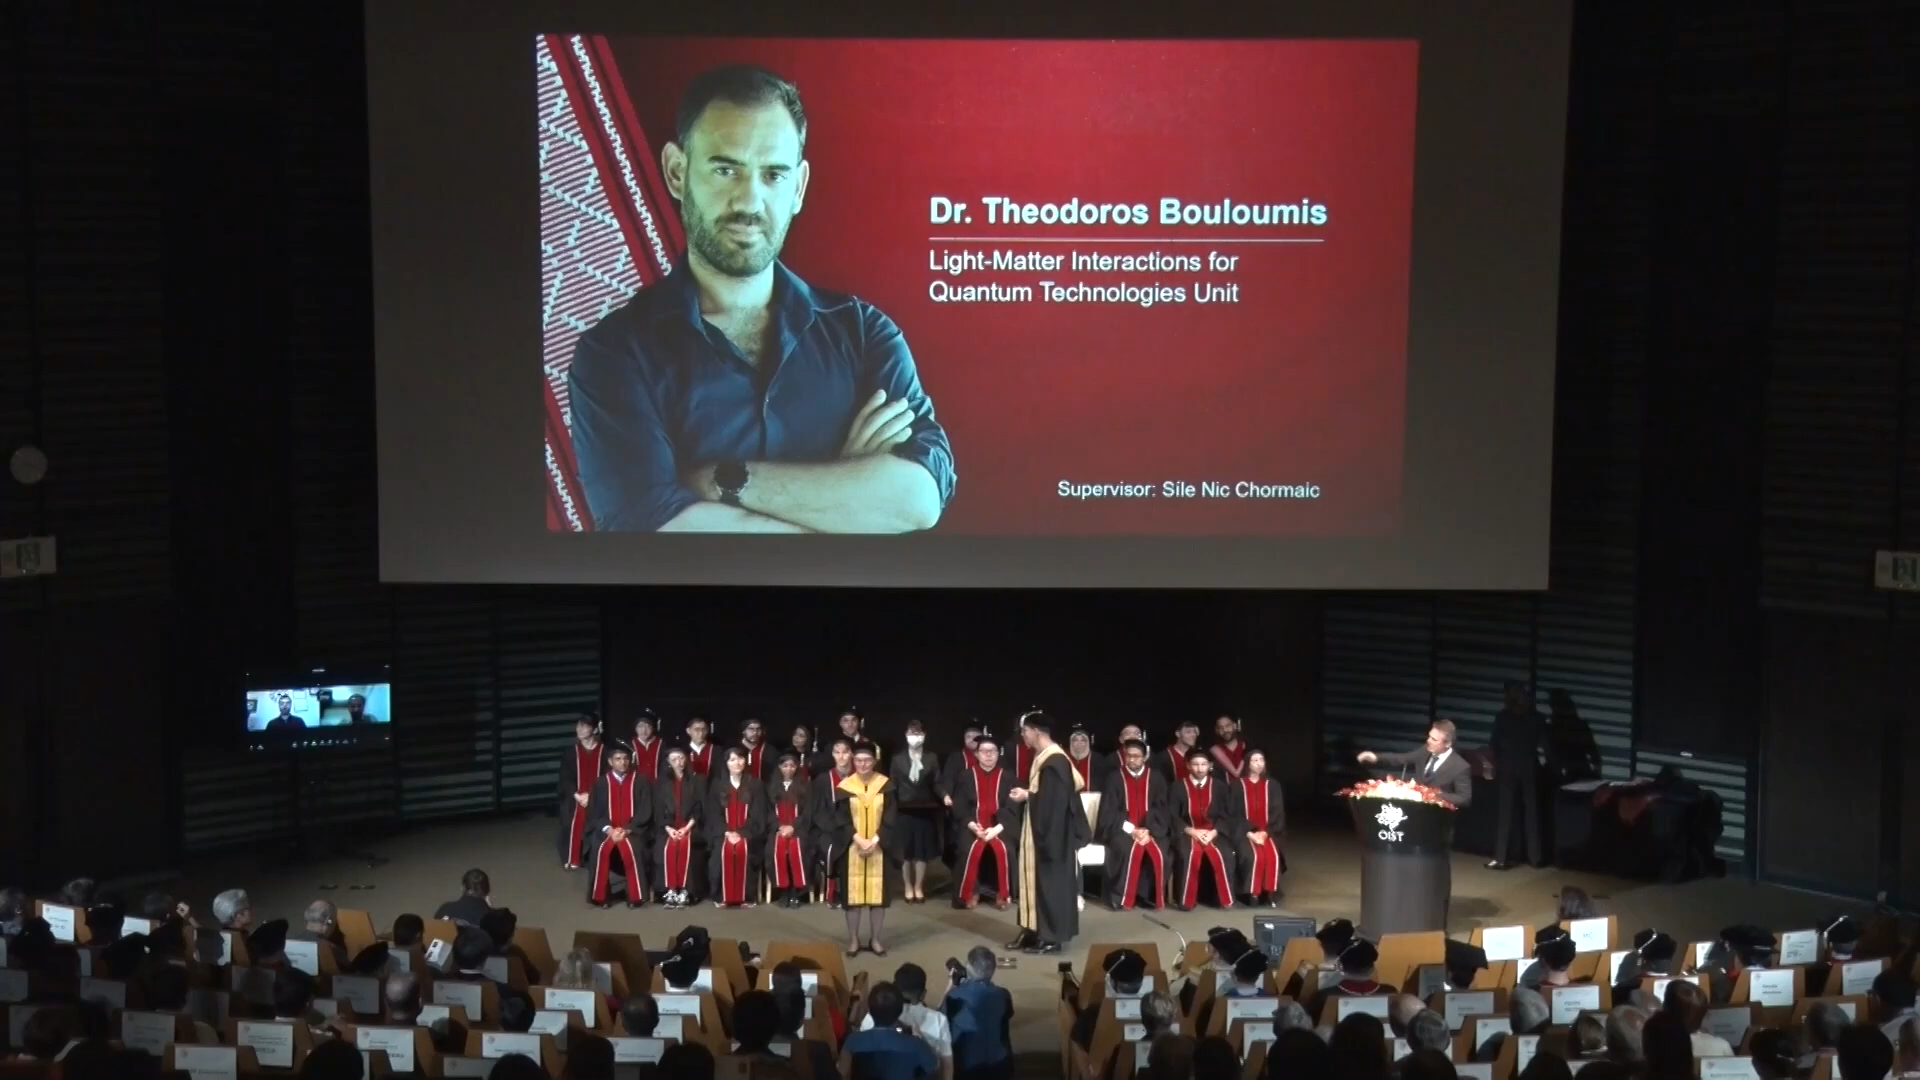 Dr. Theodoros Bouloumis
Light-Matter Interactions for
Quantum Technologies Unit
Supervisor: Síle Nic Chormaic
OIST